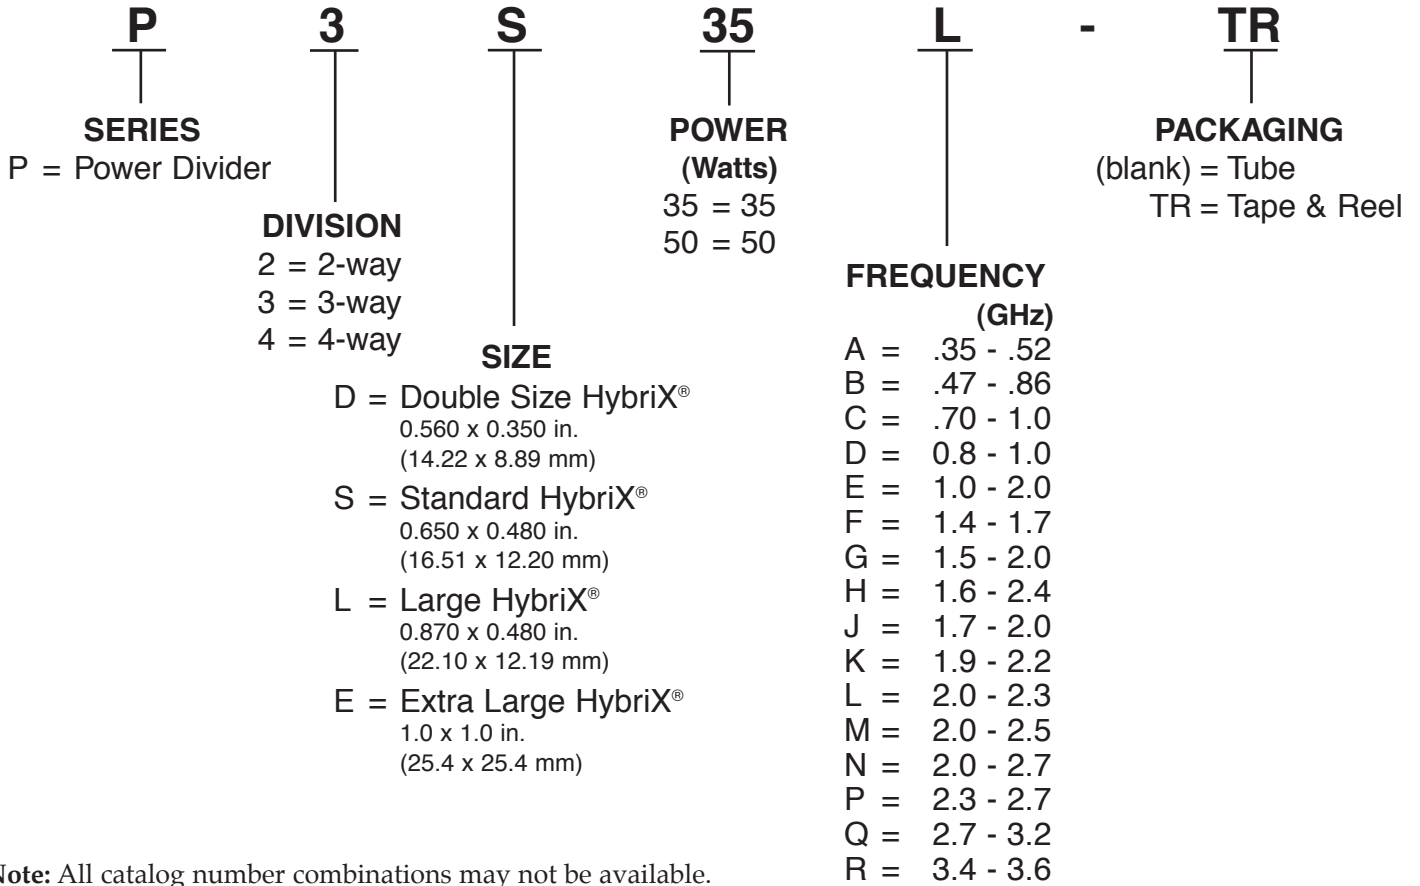 P 3 S 35 L - TR
SERIES
P = Power Divider
DIVISION
2 = 2-way
3 = 3-way
4 = 4-way
SIZE
D = Double Size HybriX®
0.560 x 0.350 in.
(14.22 x 8.89 mm)
S = Standard HybriX®
0.650 x 0.480 in.
(16.51 x 12.20 mm)
L = Large HybriX®
0.870 x 0.480 in.
(22.10 x 12.19 mm)
E = Extra Large HybriX®
1.0 x 1.0 in.
(25.4 x 25.4 mm)
POWER
(Watts)
35 = 35
50 = 50
FREQUENCY
(GHz)
A = .35 - .52
B = .47 - .86
C = .70 - 1.0
D = 0.8 - 1.0
E = 1.0 - 2.0
F = 1.4 - 1.7
G = 1.5 - 2.0
H = 1.6 - 2.4
J = 1.7 - 2.0
K = 1.9 - 2.2
L = 2.0 - 2.3
M = 2.0 - 2.5
N = 2.0 - 2.7
P = 2.3 - 2.7
Q = 2.7 - 3.2
R = 3.4 - 3.6
PACKAGING
(blank) = Tube
TR = Tape & Reel
Note: All catalog number combinations may not be available.